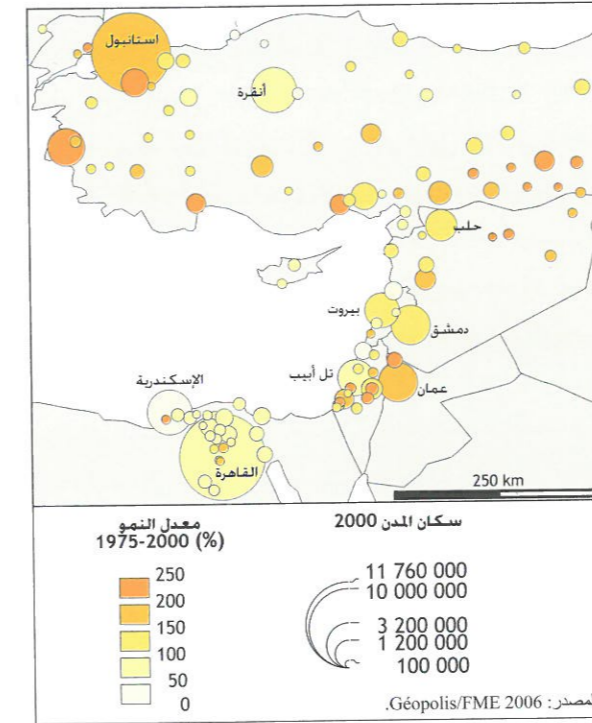 استانبول
أنقرة
حلب
بيروت
دمشق
تل أبيب
عمان
الإسكندرية
القاهرة
250 km
معدل النمو
1975-2000 (%)
250
200
150
100
50
0
سكان المدن 2000
11 760 000
10 000 000
3 200 000
1 200 000
100 000
المصدر: Géopolis/FME 2006.